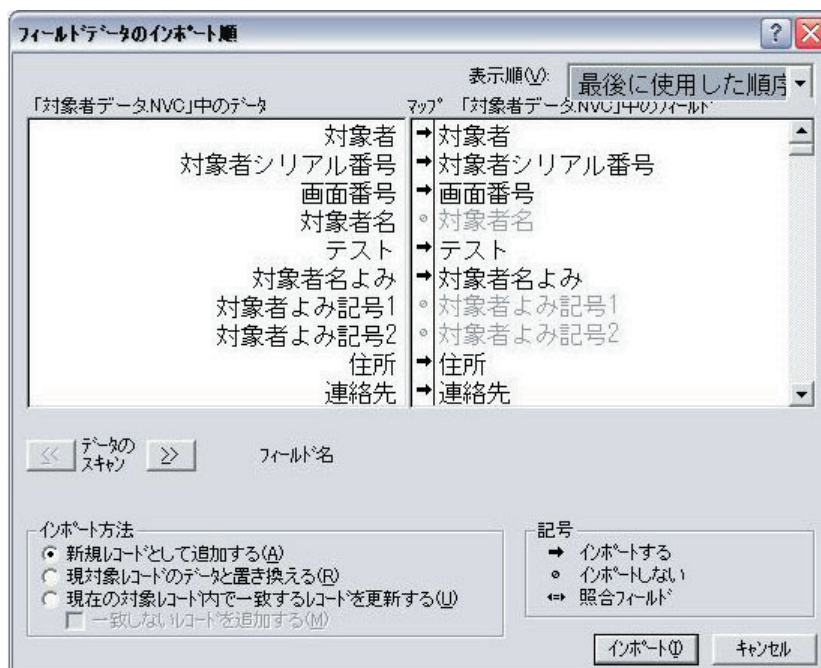 フィールドデータのインポート順
表示順(V): 最後に使用した順序
「対象者データ.NVC」中のデータ マップ 「対象者データ.NVC」中のフィールド
対象者 → 対象者
対象者シリアル番号 → 対象者シリアル番号
画面番号 → 画面番号
対象者名 対象者名
テスト → テスト
対象者名よみ → 対象者名よみ
対象者よみ記号1 対象者よみ記号1
対象者よみ記号2 対象者よみ記号2
住所 → 住所
連絡先 → 連絡先
<< データのスキャン >> フィールド名
インポート方法
新規レコードとして追加する(A)
現対象レコードのデータと置き換える(R)
現在の対象レコード内で一致するレコードを更新する(U)
一致しないレコードを追加する(M)
記号
→ インポートする
インポートしない
⇔ 照合フィールド
インポート(I) キャンセル